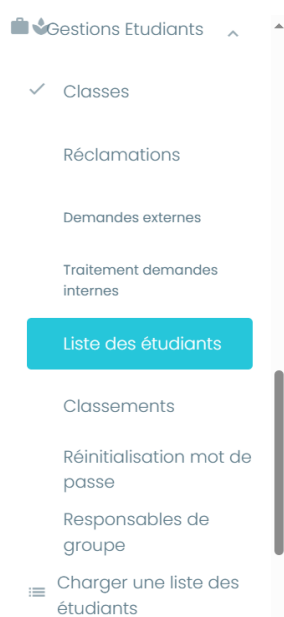 Gestions Etudiants
Classes
Réclamations
Demandes externes
Traitement demandes
internes
Liste des étudiants
Classements
Réinitialisation mot de
passe
Responsables de
groupe
Charger une liste des
étudiants